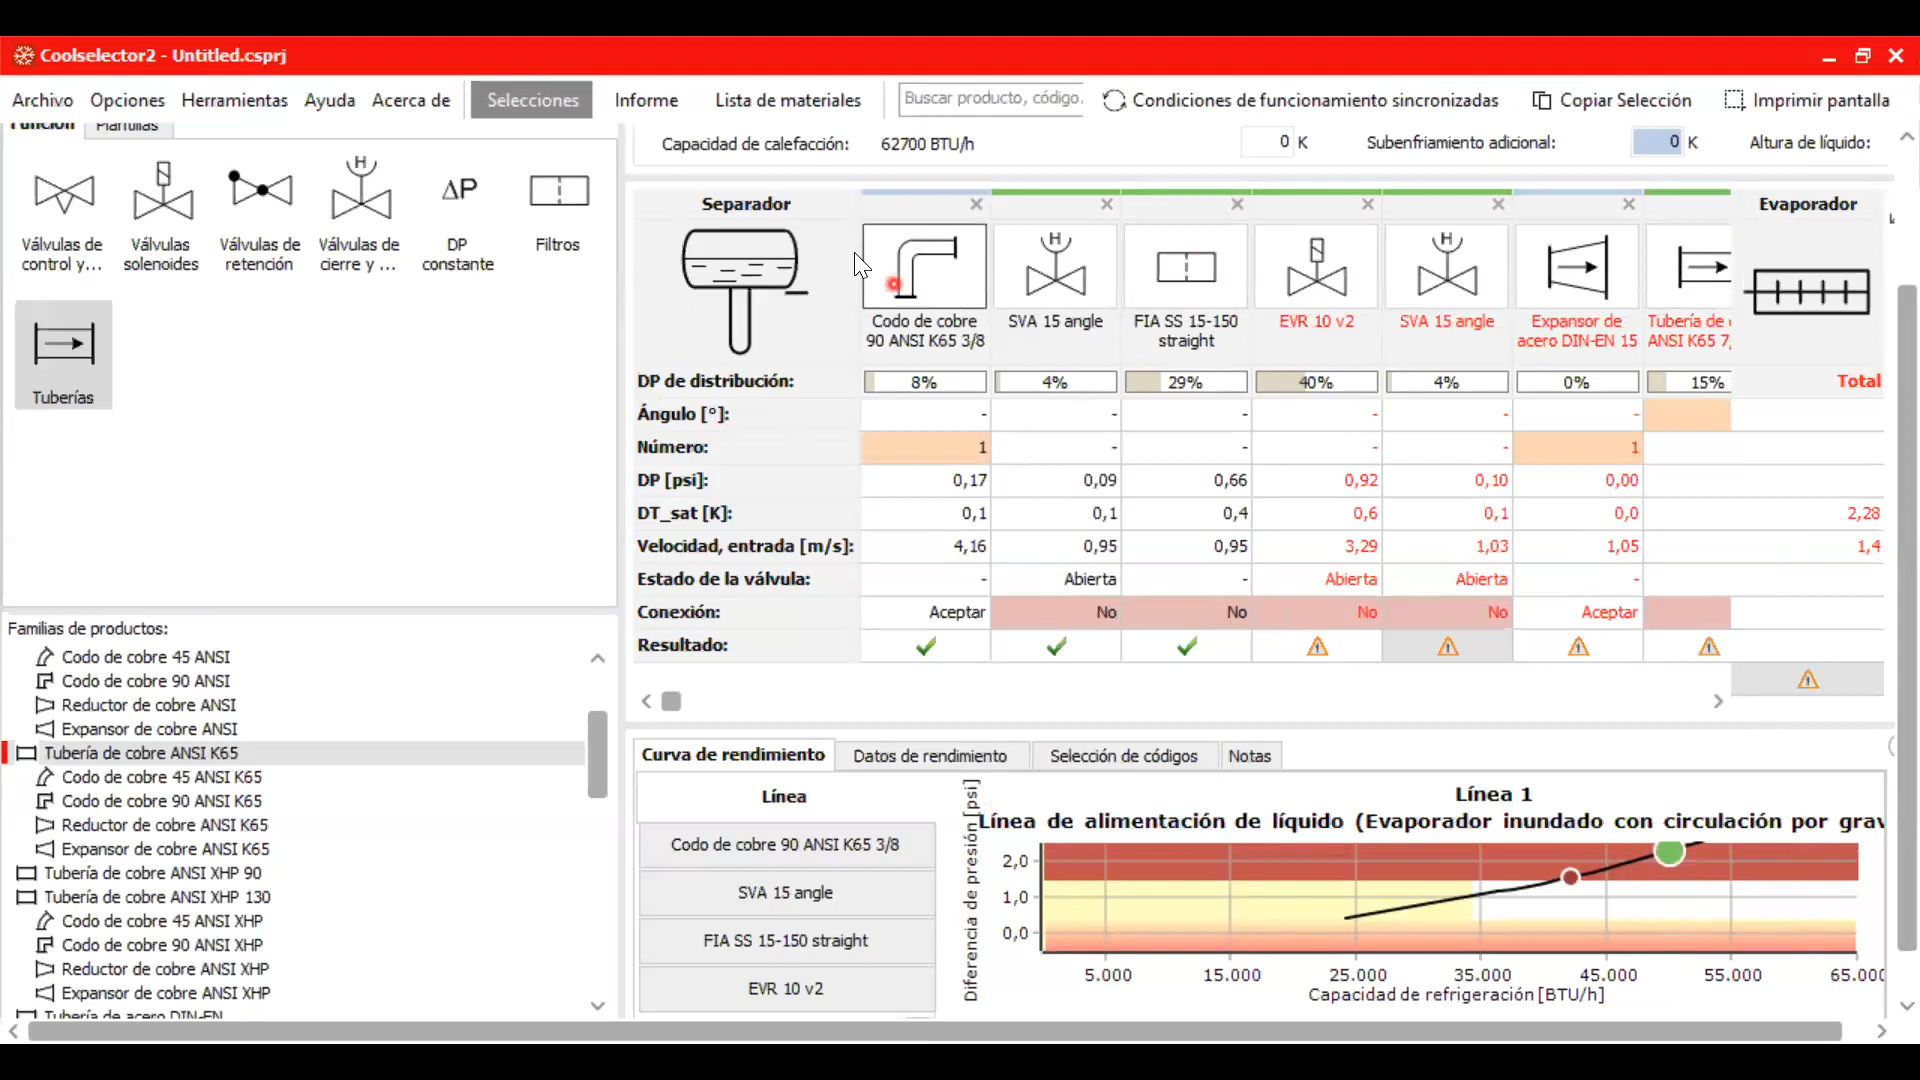 Coolselector2 - Untitled.csprj
Archivo Opciones Herramientas Ayuda Acerca de Selecciones Informe Lista de materiales Buscar producto, código. Condiciones de funcionamiento sincronizadas Copiar Selección Imprimir pantalla
Función Plantillas
Capacidad de calefacción: 62700 BTU/h 0 K Subenfriamiento adicional: 0 K Altura de líquido:
Válvulas de control y...
Válvulas solenoides
Válvulas de retención
H
Válvulas de cierre y ...
ΔP
DP constante
Filtros
Tuberías
Separador Evaporador
H H
Codo de cobre 90 ANSI K65 3/8
SVA 15 angle
FIA SS 15-150 straight
EVR 10 v2
SVA 15 angle
Expansor de acero DIN-EN 15
Tubería de
ANSI K65 7/
DP de distribución: 8% 4% 29% 40% 4% 0% 15% Total
Ángulo [°]: - - - - - -
Número: 1 - - - - 1
DP [psi]: 0,17 0,09 0,66 0,92 0,10 0,00
DT_sat [K]: 0,1 0,1 0,4 0,6 0,1 0,0 2,28
Velocidad, entrada [m/s]: 4,16 0,95 0,95 3,29 1,03 1,05 1,4
Estado de la válvula: - Abierta - Abierta Abierta -
Conexión: Aceptar No No No No Aceptar
Resultado:
Familias de productos:
Codo de cobre 45 ANSI
Codo de cobre 90 ANSI
Reductor de cobre ANSI
Expansor de cobre ANSI
Tubería de cobre ANSI K65
Codo de cobre 45 ANSI K65
Codo de cobre 90 ANSI K65
Reductor de cobre ANSI K65
Expansor de cobre ANSI K65
Tubería de cobre ANSI XHP 90
Tubería de cobre ANSI XHP 130
Codo de cobre 45 ANSI XHP
Codo de cobre 90 ANSI XHP
Reductor de cobre ANSI XHP
Expansor de cobre ANSI XHP
Tubería de acero DIN-EN
Curva de rendimiento Datos de rendimiento Selección de códigos Notas
Línea
Codo de cobre 90 ANSI K65 3/8
SVA 15 angle
FIA SS 15-150 straight
EVR 10 v2
Línea 1
Línea de alimentación de líquido (Evaporador inundado con circulación por grav
Diferencia de presión [psi]
2,0
1,0
0,0
5.000 15.000 25.000 35.000 45.000 55.000 65.000
Capacidad de refrigeración [BTU/h]